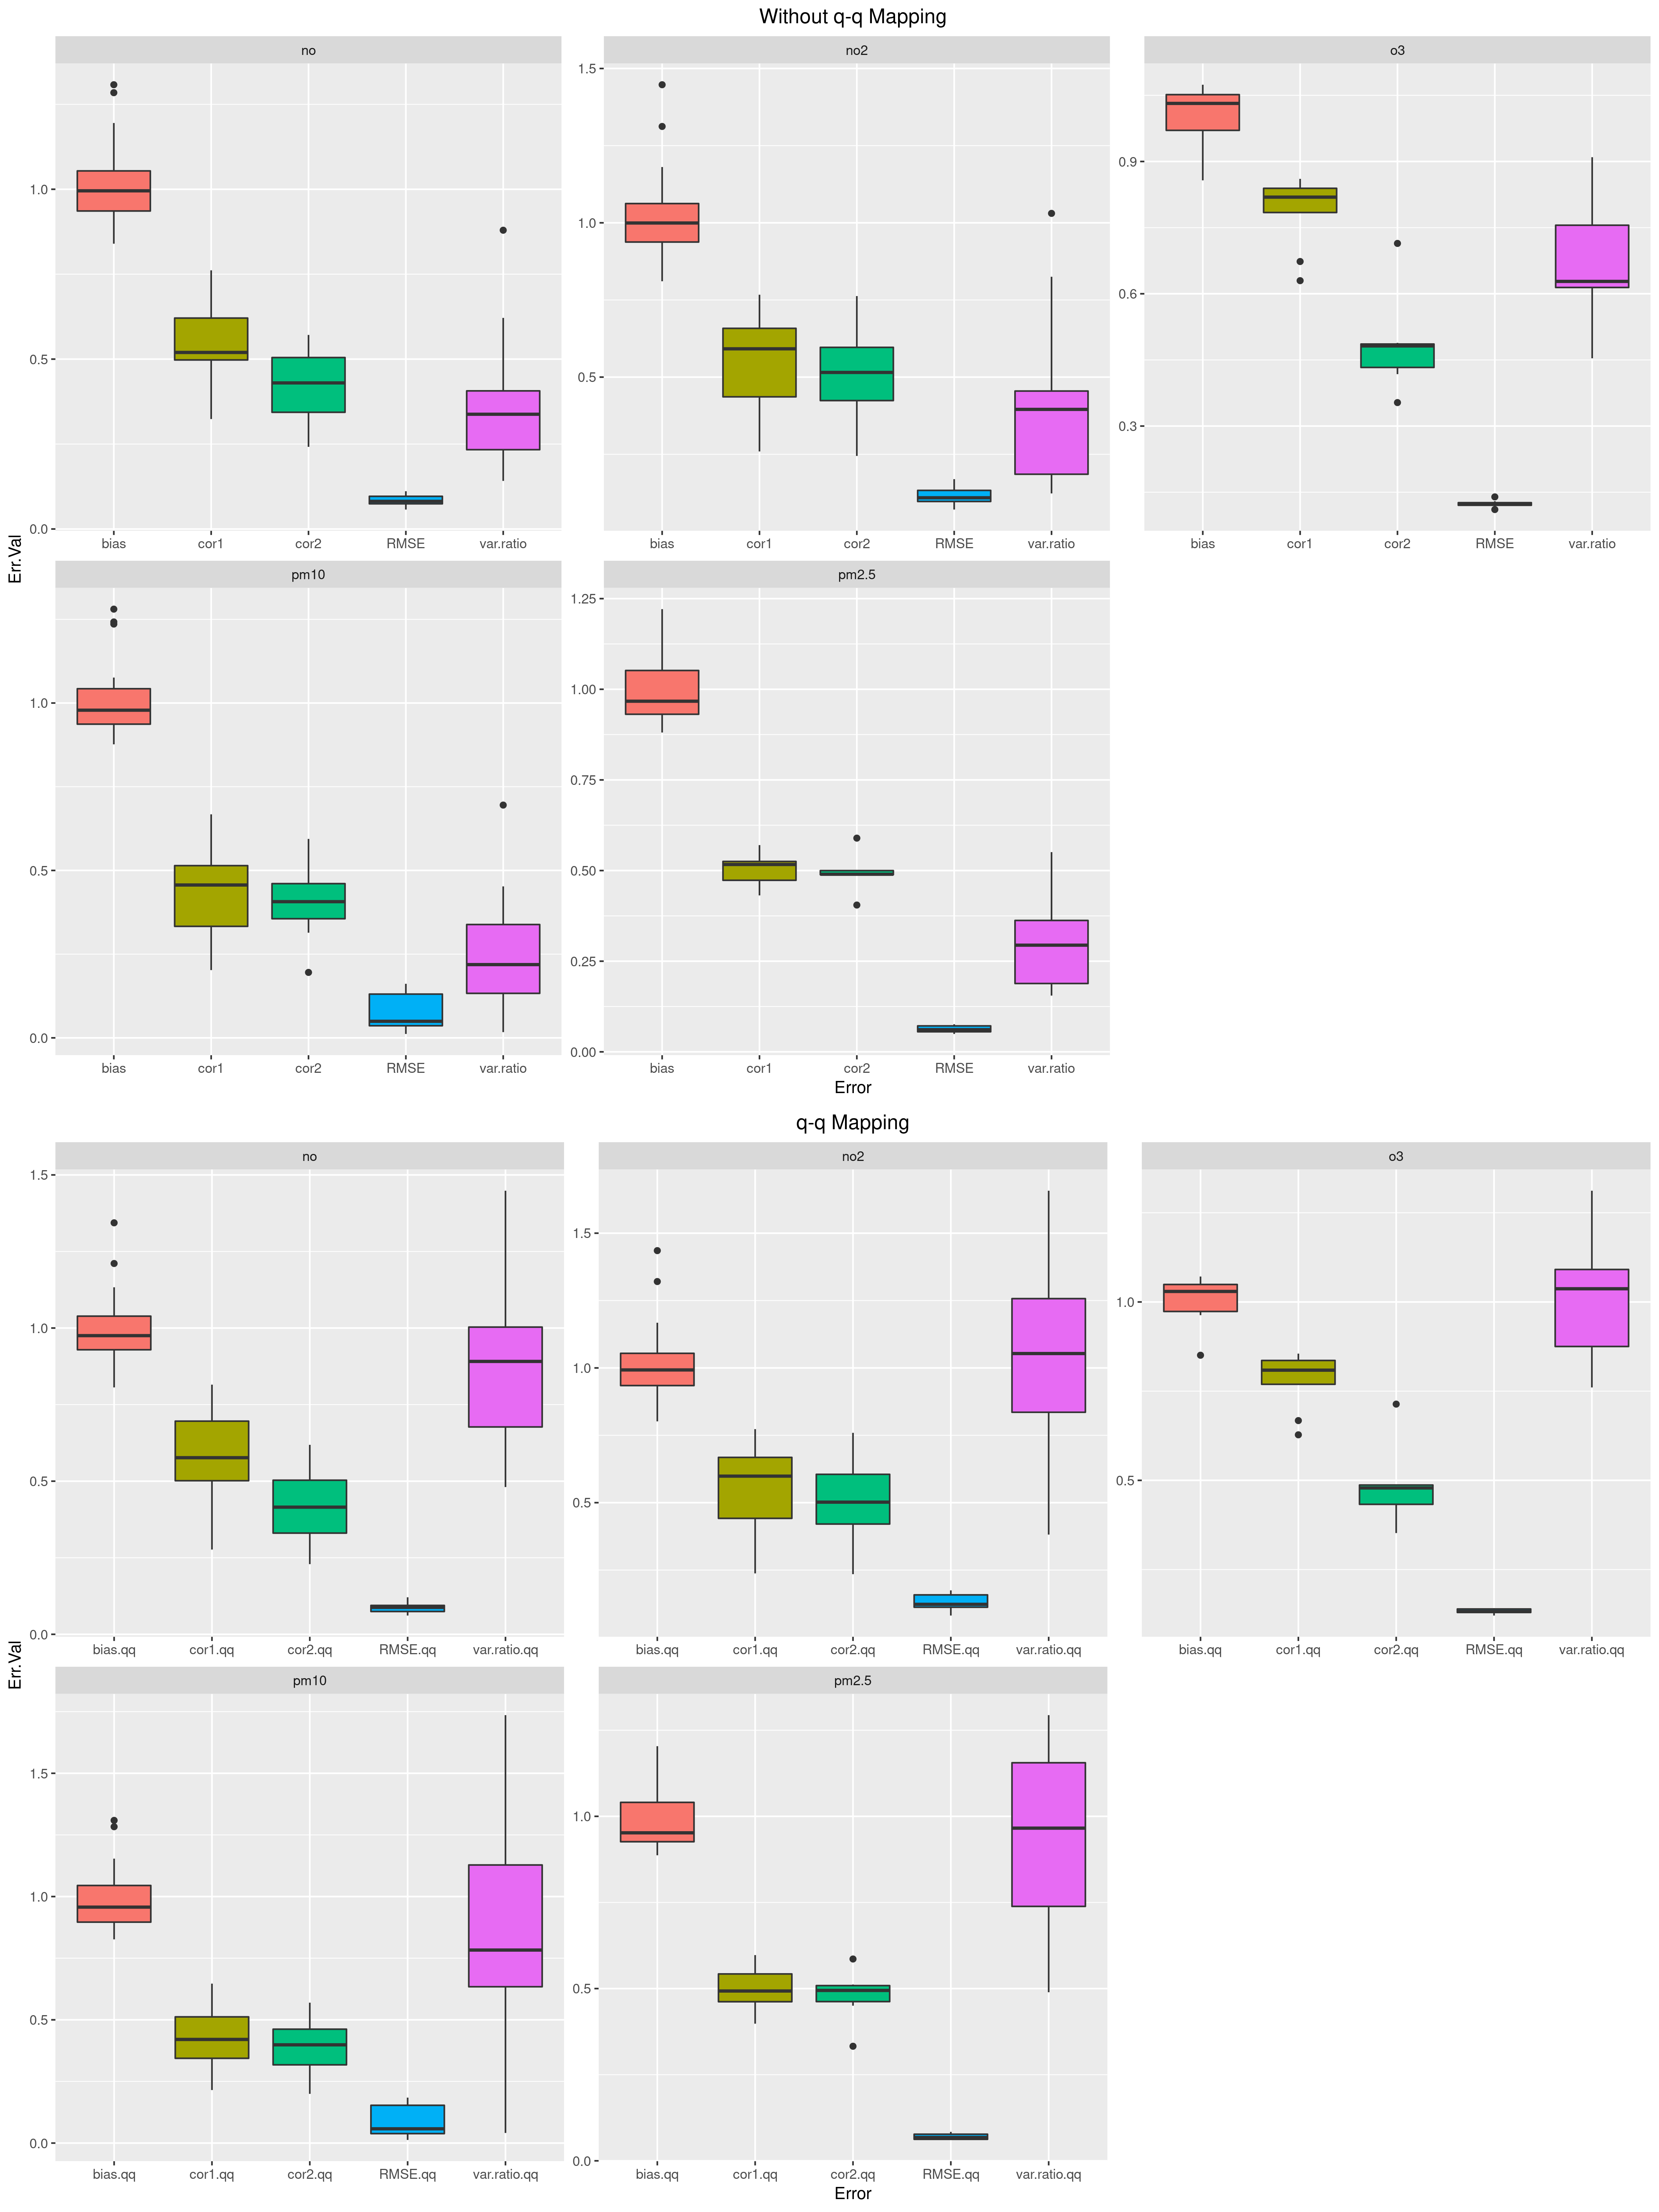 Without q-q Mapping
no no2 o3
1.5
1.0
0.5
0.0
1.5
1.0
0.5
0.9
0.6
0.3
bias cor1 cor2 RMSE var.ratio bias cor1 cor2 RMSE var.ratio bias cor1 cor2 RMSE var.ratio
Err.Val
pm10 pm2.5
1.0
0.5
0.0
1.25
1.00
0.75
0.50
0.25
0.00
bias cor1 cor2 RMSE var.ratio bias cor1 cor2 RMSE var.ratio
Error
q-q Mapping
no no2 o3
1.5
1.0
0.5
0.0
1.5
1.0
0.5
1.0
0.5
bias.qq cor1.qq cor2.qq RMSE.qq var.ratio.qq bias.qq cor1.qq cor2.qq RMSE.qq var.ratio.qq bias.qq cor1.qq cor2.qq RMSE.qq var.ratio.qq
Err.Val
pm10 pm2.5
1.5
1.0
0.5
0.0
1.0
0.5
0.0
bias.qq cor1.qq cor2.qq RMSE.qq var.ratio.qq bias.qq cor1.qq cor2.qq RMSE.qq var.ratio.qq
Error